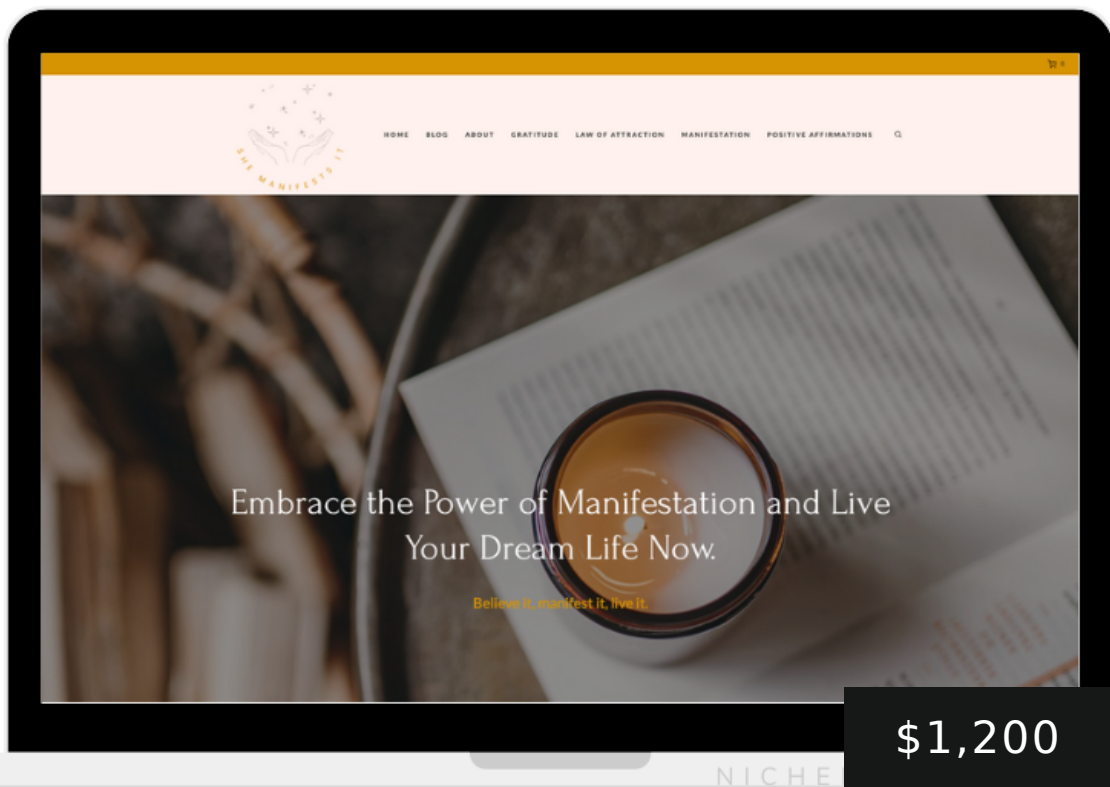 0
SHE MANIFESTS IT
HOME BLOG ABOUT GRATITUDE LAW OF ATTRACTION MANIFESTATION POSITIVE AFFIRMATIONS
Embrace the Power of Manifestation and Live
Your Dream Life Now.
Believe it, manifest it, live it.
$1,200
NICHE